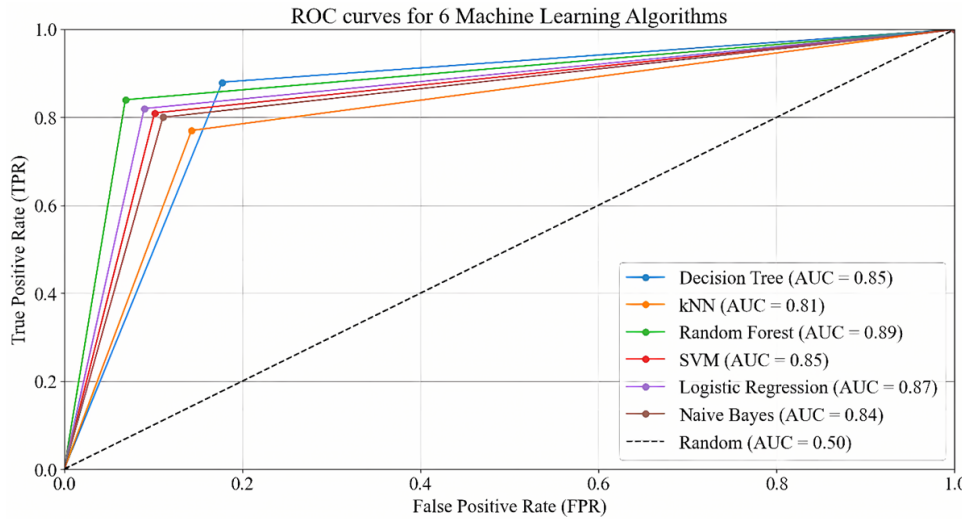 ROC curves for 6 Machine Learning Algorithms
True Positive Rate (TPR)
1.0
0.8
0.6
0.4
0.2
0.0
0.0 0.2 0.4 0.6 0.8 1.0
False Positive Rate (FPR)
Decision Tree (AUC = 0.85)
kNN (AUC = 0.81)
Random Forest (AUC = 0.89)
SVM (AUC = 0.85)
Logistic Regression (AUC = 0.87)
Naive Bayes (AUC = 0.84)
Random (AUC = 0.50)